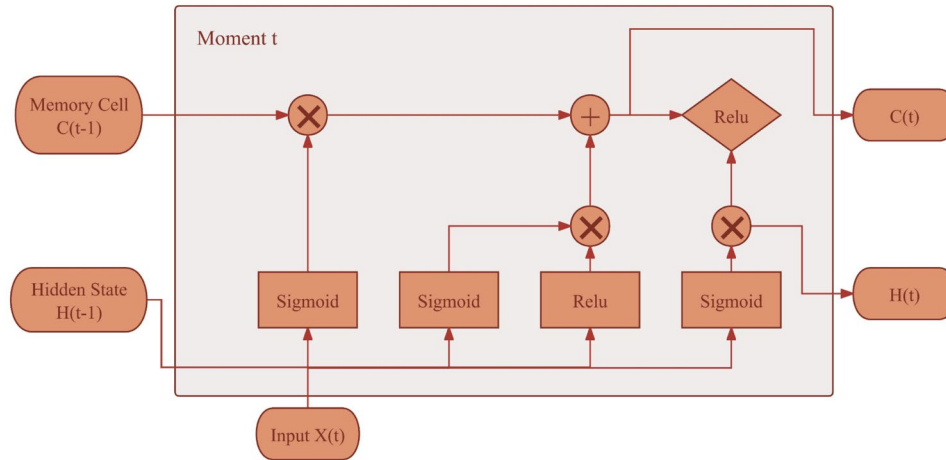 Moment t
Memory Cell
C(t-1)
+
Relu
C(t)
Hidden State
H(t-1)
Sigmoid
Sigmoid
Relu
Sigmoid
H(t)
Input X(t)